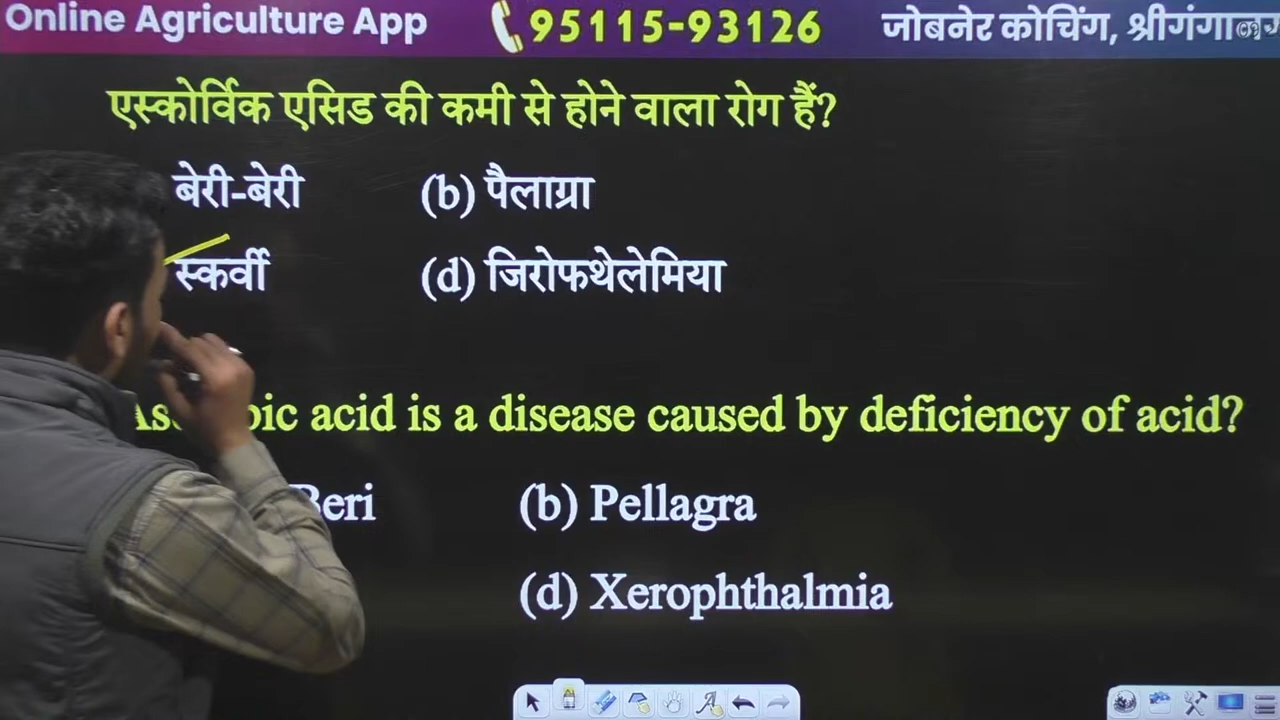 Online Agriculture App 95115-93126 जोबनेर कोचिंग,
एस्कोर्विक एसिड की कमी से होने वाला रोग हैं?
बेरी-बेरी (b) पैलाग्रा
स्कर्वी (d) जिरोफथेलेमिया
acid is a disease caused by deficiency of acid?
Beri (b) Pellagra
(d) Xerophthalmia